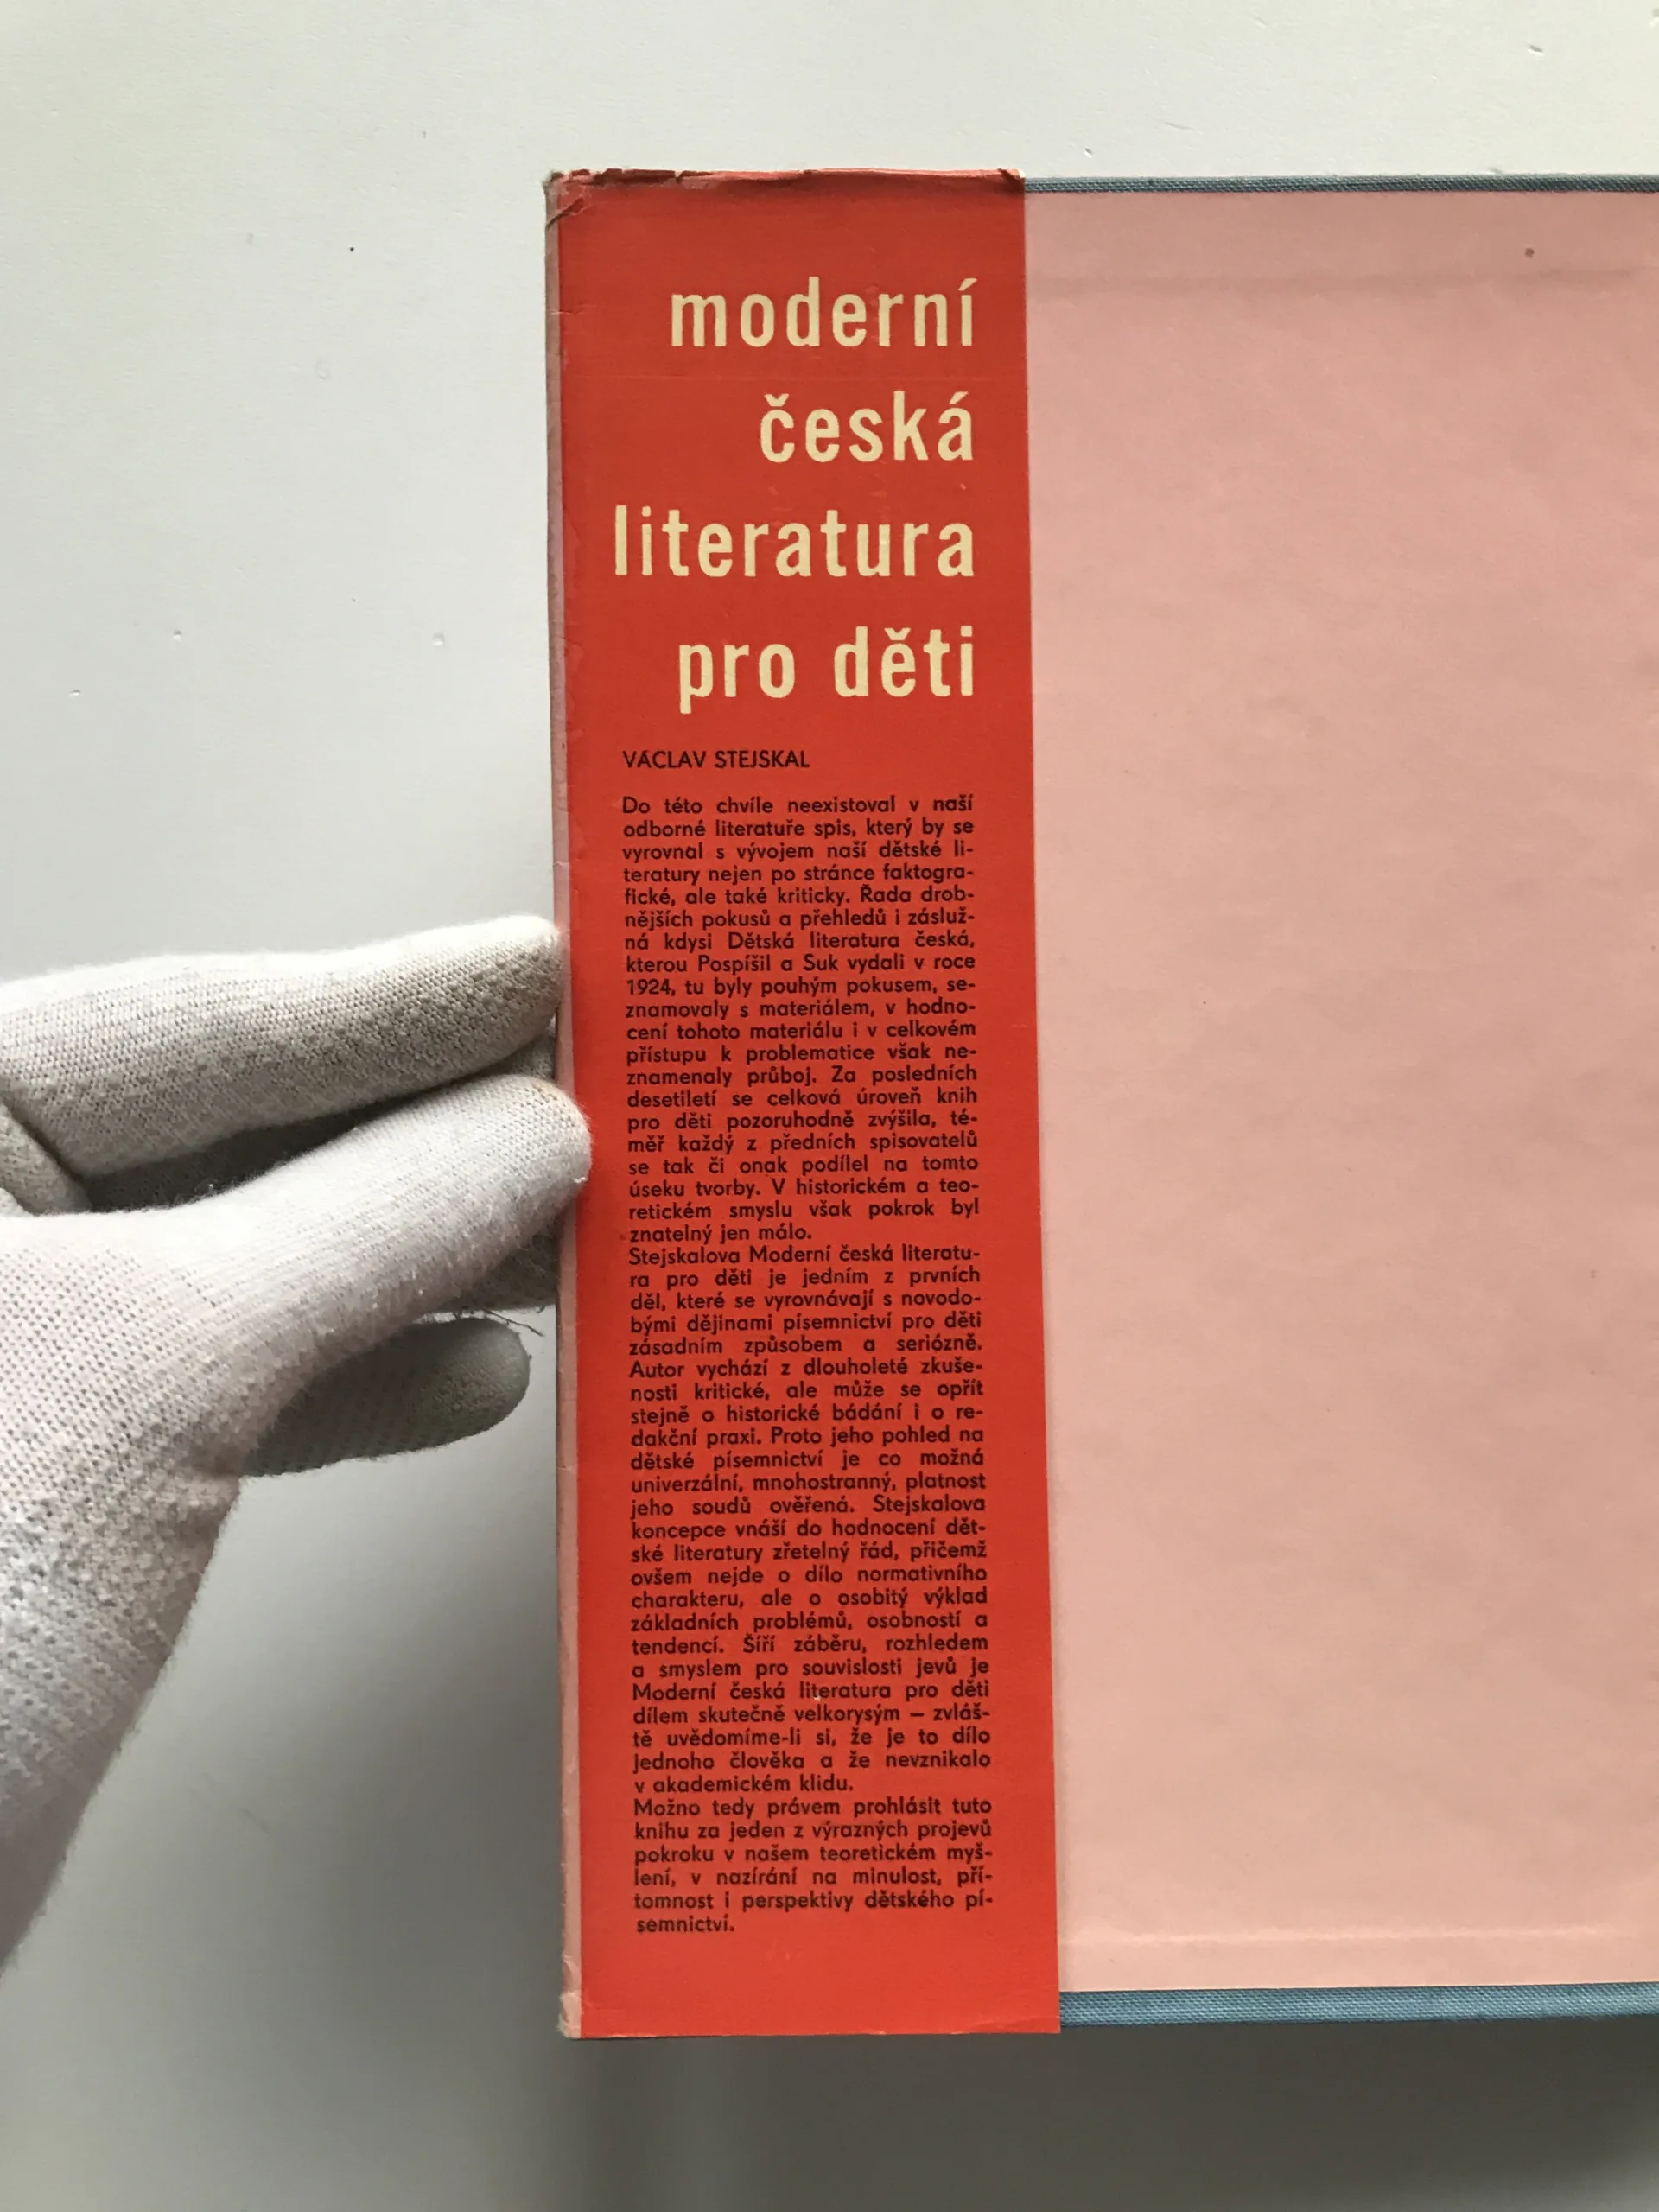 moderní
česká
literatura
pro děti
VÁCLAV STEJSKAL
Do této chvíle neexistoval v naší
odborné literatuře spis, který by se
vyrovnal s vývojem naší dětské li-
teratury nejen po stránce faktogra-
fické, ale také kriticky. Řada drob-
nějších pokusů a přehledů i zásluž-
ná kdysi Dětská literatura česká,
kterou Pospíšil a Suk vydali v roce
1924, tu byly pouhým pokusem, se-
znamovaly s materiálem, v hodno-
cení tohoto materiálu i v celkovém
přístupu k problematice však ne-
znamenaly průboj. Za posledních
desetiletí se celková úroveň knih
pro děti pozoruhodně zvýšila, té-
měř každý z předních spisovatelů
se tak či onak podílel na tomto
úseku tvorby. V historickém a teo-
retickém smyslu však pokrok byl
znatelný jen málo.
Stejskalova Moderní česká literatu-
ra pro děti je jedním z prvních
děl, které se vyrovnávají s novodo-
bými dějinami písemnictví pro děti
zásadním způsobem a seriózně.
Autor vychází z dlouholeté zkuše-
nosti kritické, ale může se opřít
stejně o historické bádání i o re-
dakční praxi. Proto jeho pohled na
dětské písemnictví je co možná
univerzální, mnohostranný, platnost
jeho soudů ověřená. Stejskalova
koncepce vnáší do hodnocení dět-
ské literatury zřetelný řád, přičemž
ovšem nejde o dílo normativního
charakteru, ale o osobitý výklad
základních problémů, osobností a
tendencí. Šíří záběru, rozhledem
a smyslem pro souvislosti jevů je
Moderní česká literatura pro děti
dílem skutečně velkorysým – zvláš-
tě uvědomíme-li si, že je to dílo
jednoho člověka a že nevznikalo
v akademickém klidu.
Možno tedy právem prohlásit tuto
knihu za jeden z výrazných projevů
pokroku v našem teoretickém myš-
lení, v nazírání na minulost, pří-
tomnost i perspektivy dětského pí-
semnictví.